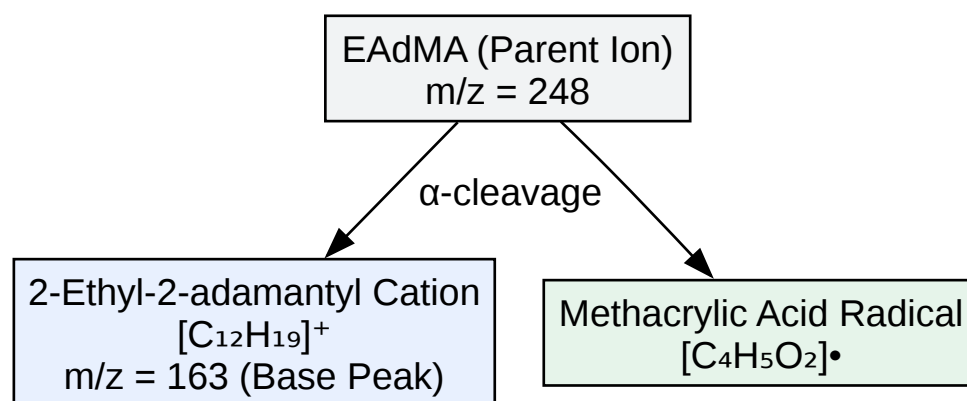 EAdMA (Parent Ion)
m/z = 248
α-cleavage
2-Ethyl-2-adamantyl Cation
[C₁₂H₁₉]⁺
m/z = 163 (Base Peak)
Methacrylic Acid Radical
[C₄H₅O₂]•